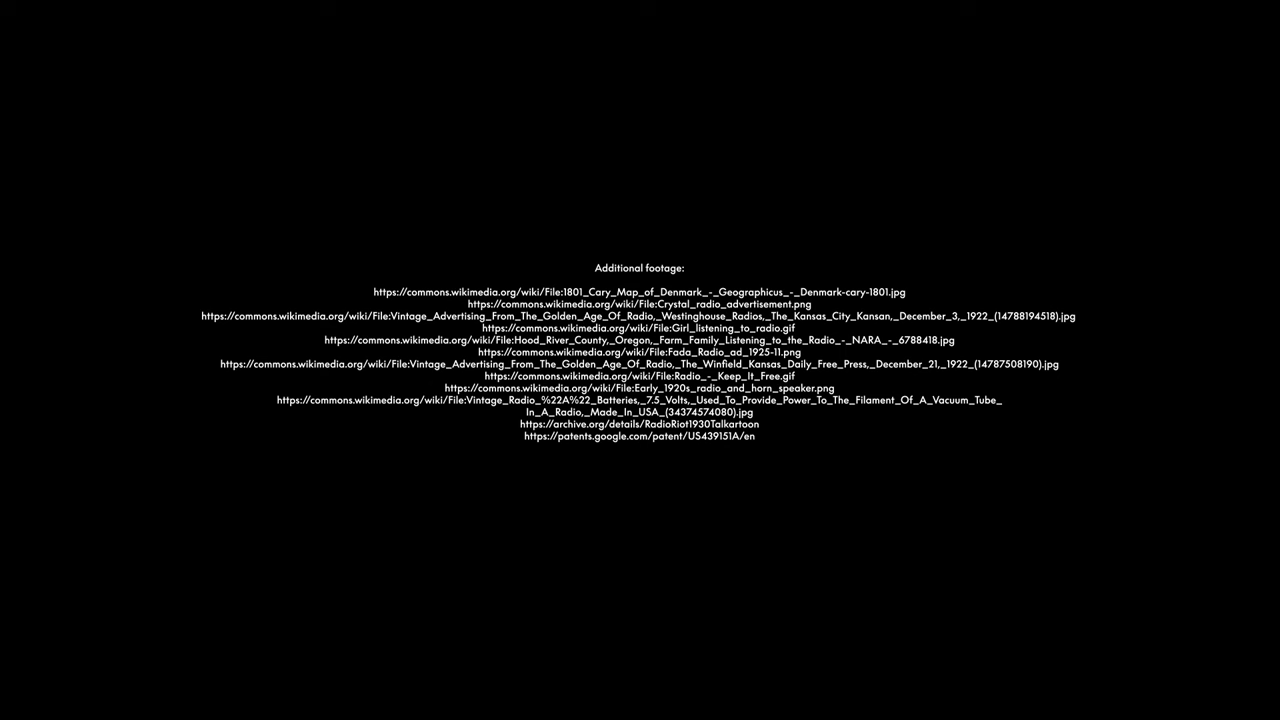 Additional footage:
https://commons.wikimedia.org/wiki/File:1801_Cary_Map_of_Denmark_-_Geographicus_-_Denmark-cary-1801.jpg
https://commons.wikimedia.org/wiki/File:Crystal_radio_advertisement.png
https://commons.wikimedia.org/wiki/File:Vintage_Advertising_From_The_Golden_Age_Of_Radio,_Westinghouse_Radios,_The_Kansas_City_Kansan,_December_3,_1922_(14788194518).jpg
https://commons.wikimedia.org/wiki/File:Girl_listening_to_radio.gif
https://commons.wikimedia.org/wiki/File:Hood_River_County,_Oregon,_Farm_Family_Listening_to_the_Radio_-_NARA_-_6788418.jpg
https://commons.wikimedia.org/wiki/File:Fada_Radio_ad_1925-11.png
https://commons.wikimedia.org/wiki/File:Vintage_Advertising_From_The_Golden_Age_Of_Radio,_The_Winfield_Kansas_Daily_Free_Press,_December_21,_1922_(14787508190).jpg
https://commons.wikimedia.org/wiki/File:Radio_-_Keep_It_Free.gif
https://commons.wikimedia.org/wiki/File:Early_1920s_radio_and_horn_speaker.png
https://commons.wikimedia.org/wiki/File:Vintage_Radio_%22A%22_Batteries,_7.5_Volts,_Used_To_Provide_Power_To_The_Filament_Of_A_Vacuum_Tube_
In_A_Radio,_Made_In_USA_(34374574080).jpg
https://archive.org/details/RadioRiot1930Talkartoon
https://patents.google.com/patent/US439151A/en